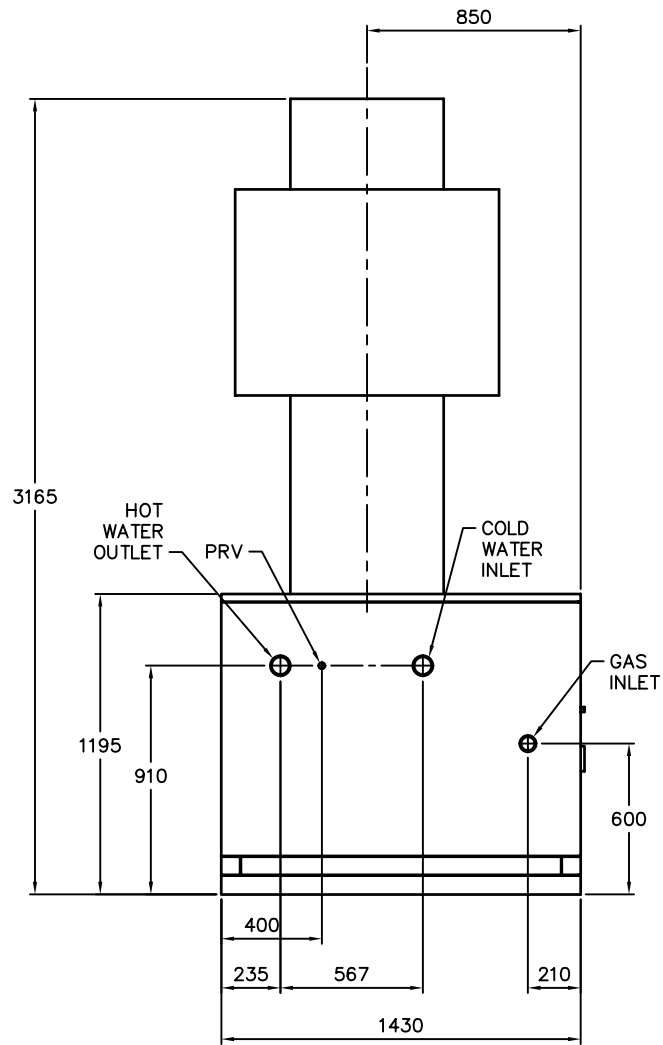 850
3165
HOT
WATER
OUTLET
PRV
COLD
WATER
INLET
GAS
INLET
1195
910
600
400
235
567
210
1430